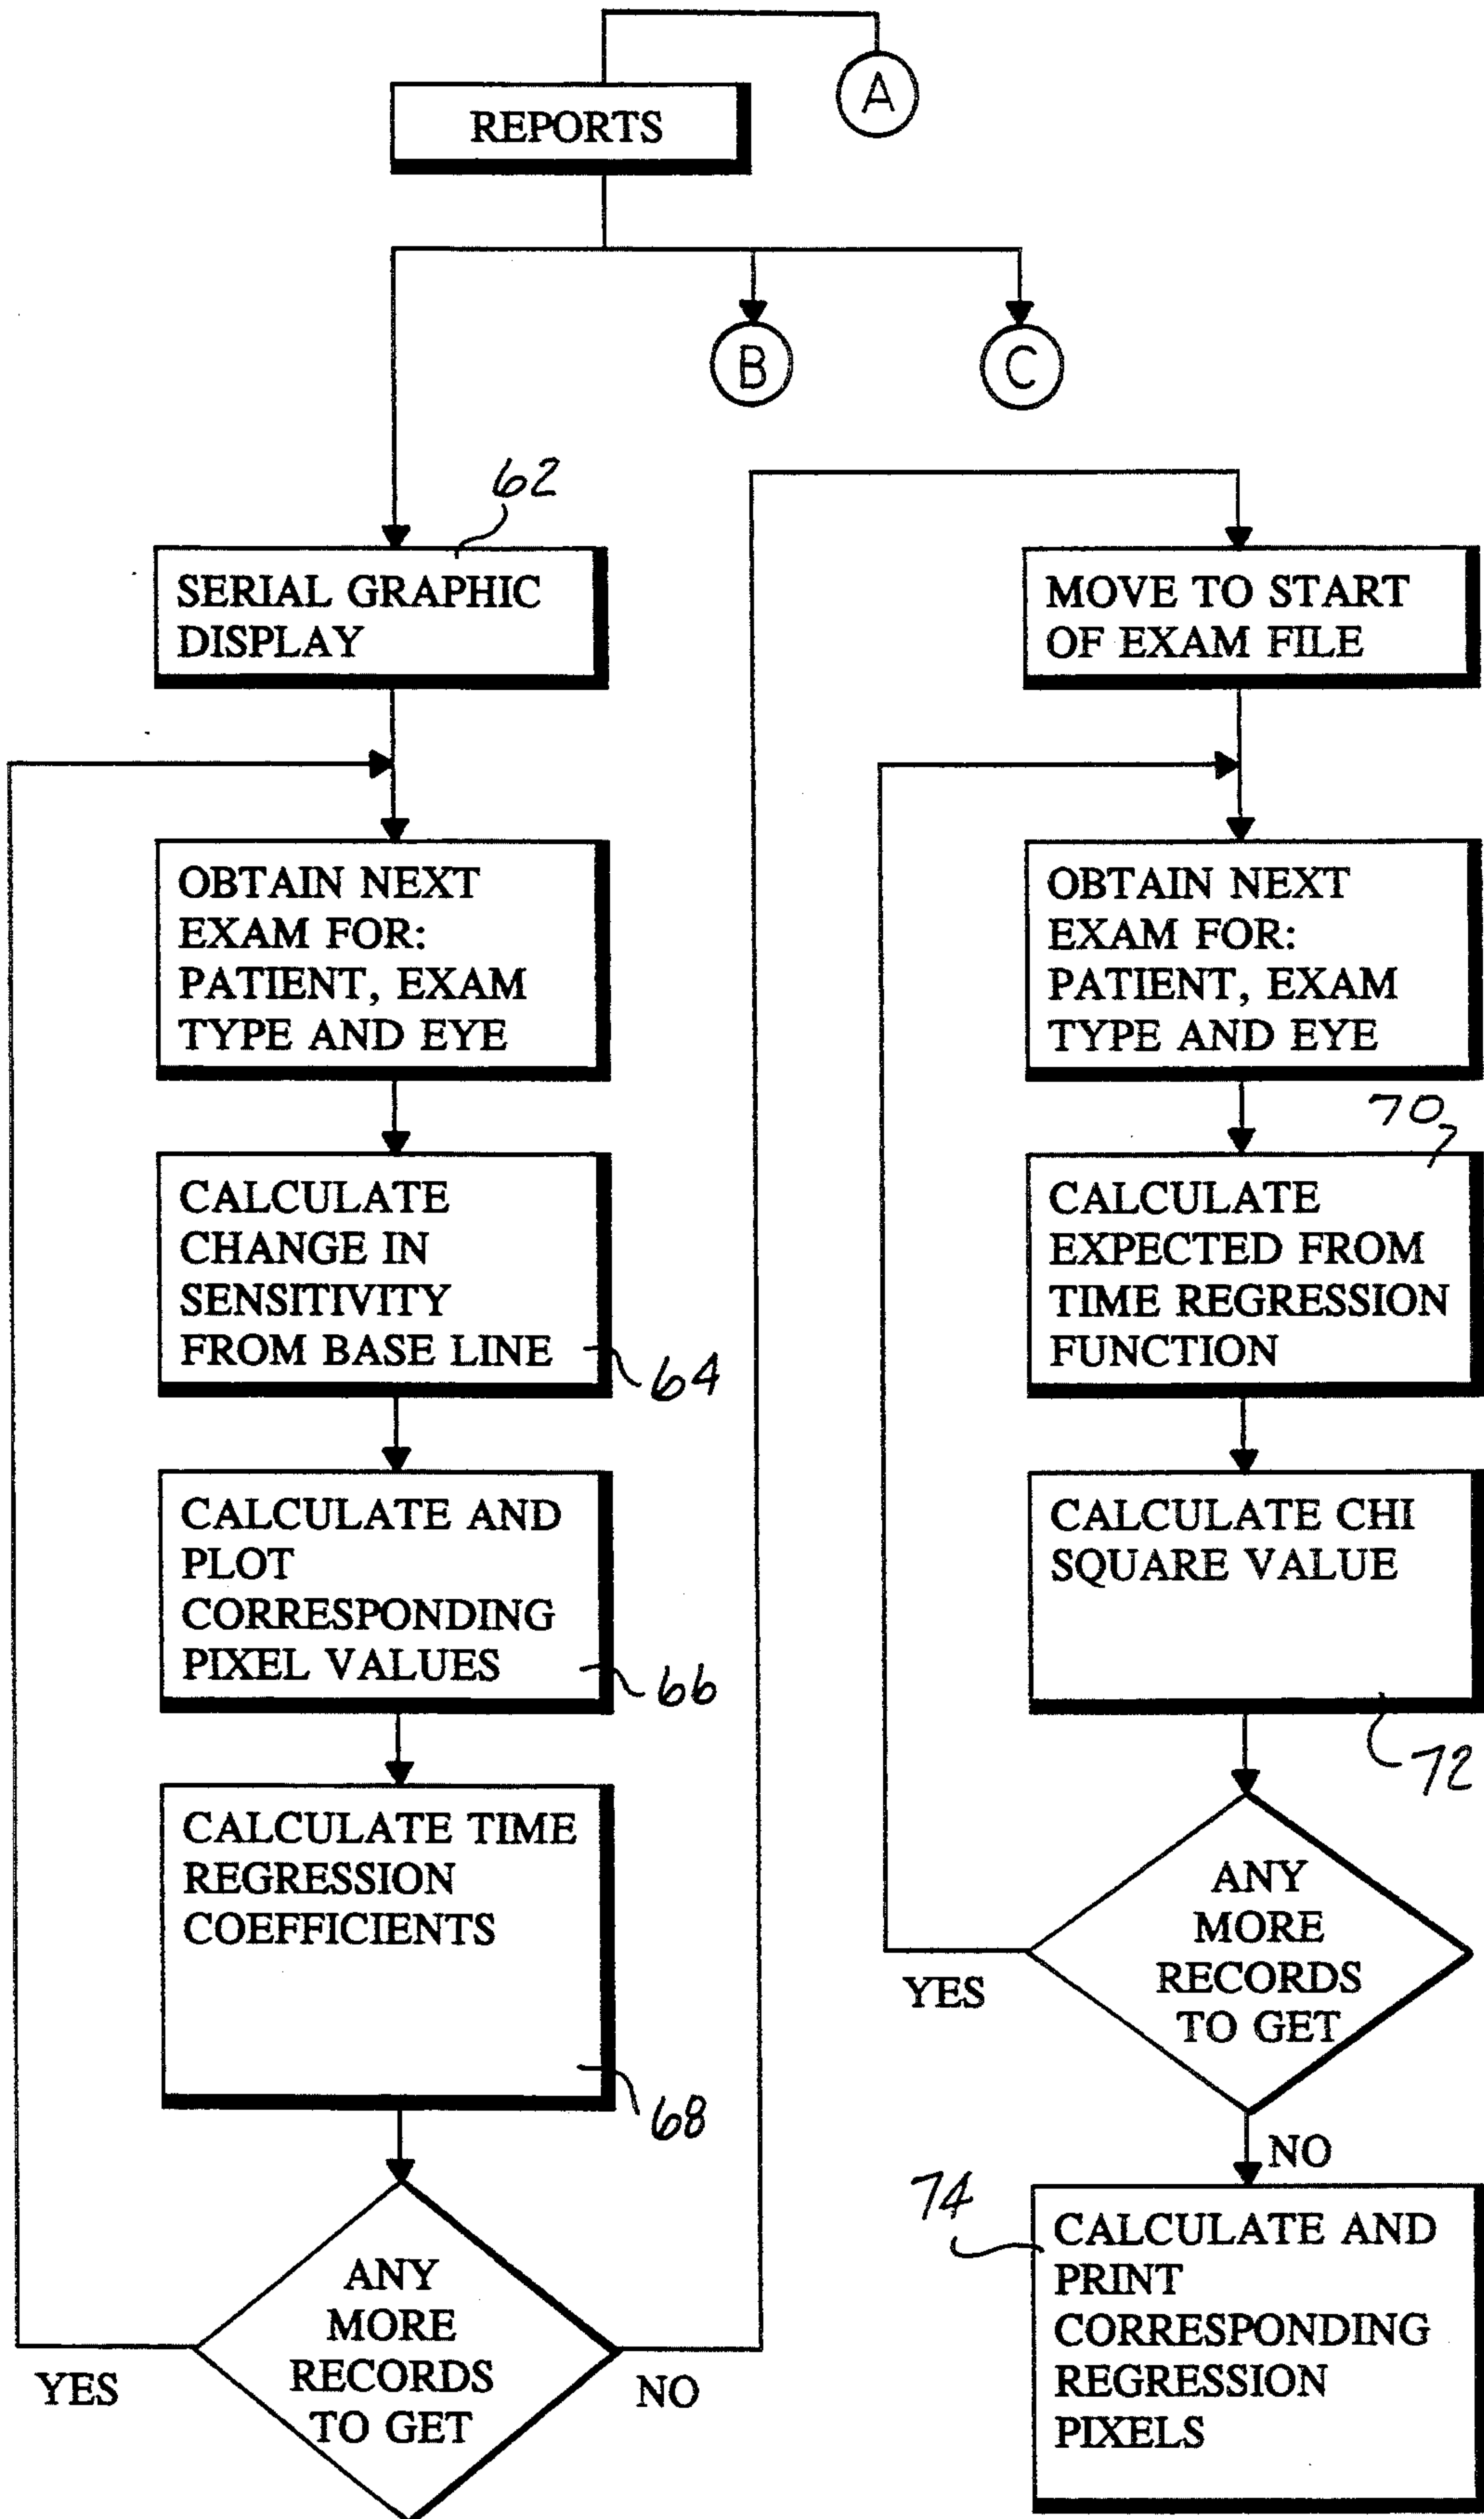 A
REPORTS
B
C
62
SERIAL GRAPHIC
DISPLAY
OBTAIN NEXT
EXAM FOR:
PATIENT, EXAM
TYPE AND EYE
CALCULATE
CHANGE IN
SENSITIVITY
FROM BASE LINE
64
CALCULATE AND
PLOT
CORRESPONDING
PIXEL VALUES
66
CALCULATE TIME
REGRESSION
COEFFICIENTS
68
ANY
MORE
RECORDS
TO GET
YES
NO
MOVE TO START
OF EXAM FILE
OBTAIN NEXT
EXAM FOR:
PATIENT, EXAM
TYPE AND EYE
70
CALCULATE
EXPECTED FROM
TIME REGRESSION
FUNCTION
CALCULATE CHI
SQUARE VALUE
72
ANY
MORE
RECORDS
TO GET
YES
NO
74
CALCULATE AND
PRINT
CORRESPONDING
REGRESSION
PIXELS